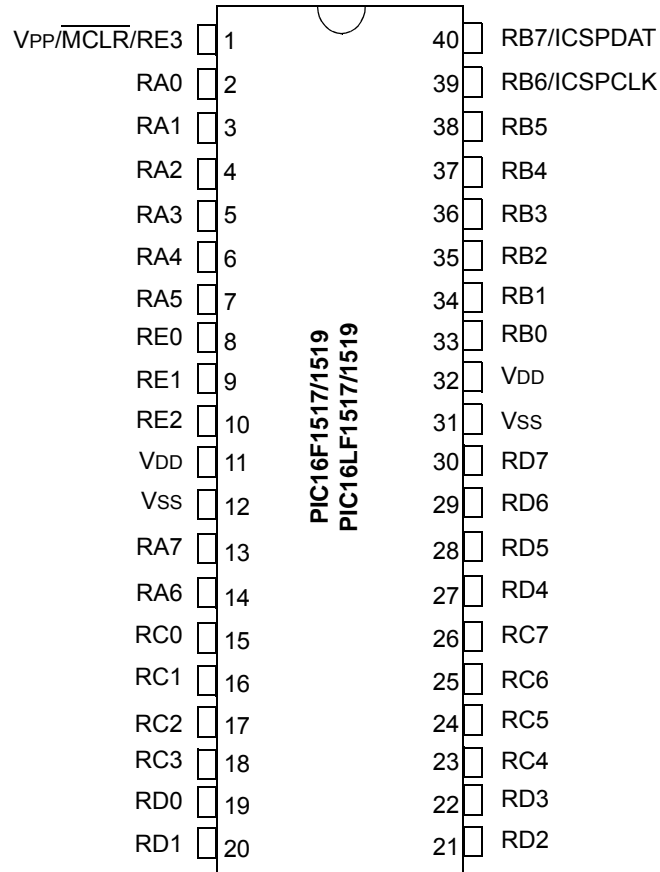 VPP/MCLR/RE3 1 40 RB7/ICSPDAT
RA0 2 39 RB6/ICSPCLK
RA1 3 38 RB5
RA2 4 37 RB4
RA3 5 36 RB3
RA4 6 35 RB2
RA5 7 34 RB1
RE0 8 33 RB0
RE1 9 32 VDD
RE2 10 31 VSS
VDD 11 30 RD7
VSS 12 29 RD6
RA7 13 28 RD5
RA6 14 27 RD4
RC0 15 26 RC7
RC1 16 25 RC6
RC2 17 24 RC5
RC3 18 23 RC4
RD0 19 22 RD3
RD1 20 21 RD2
PIC16F1517/1519
PIC16LF1517/1519